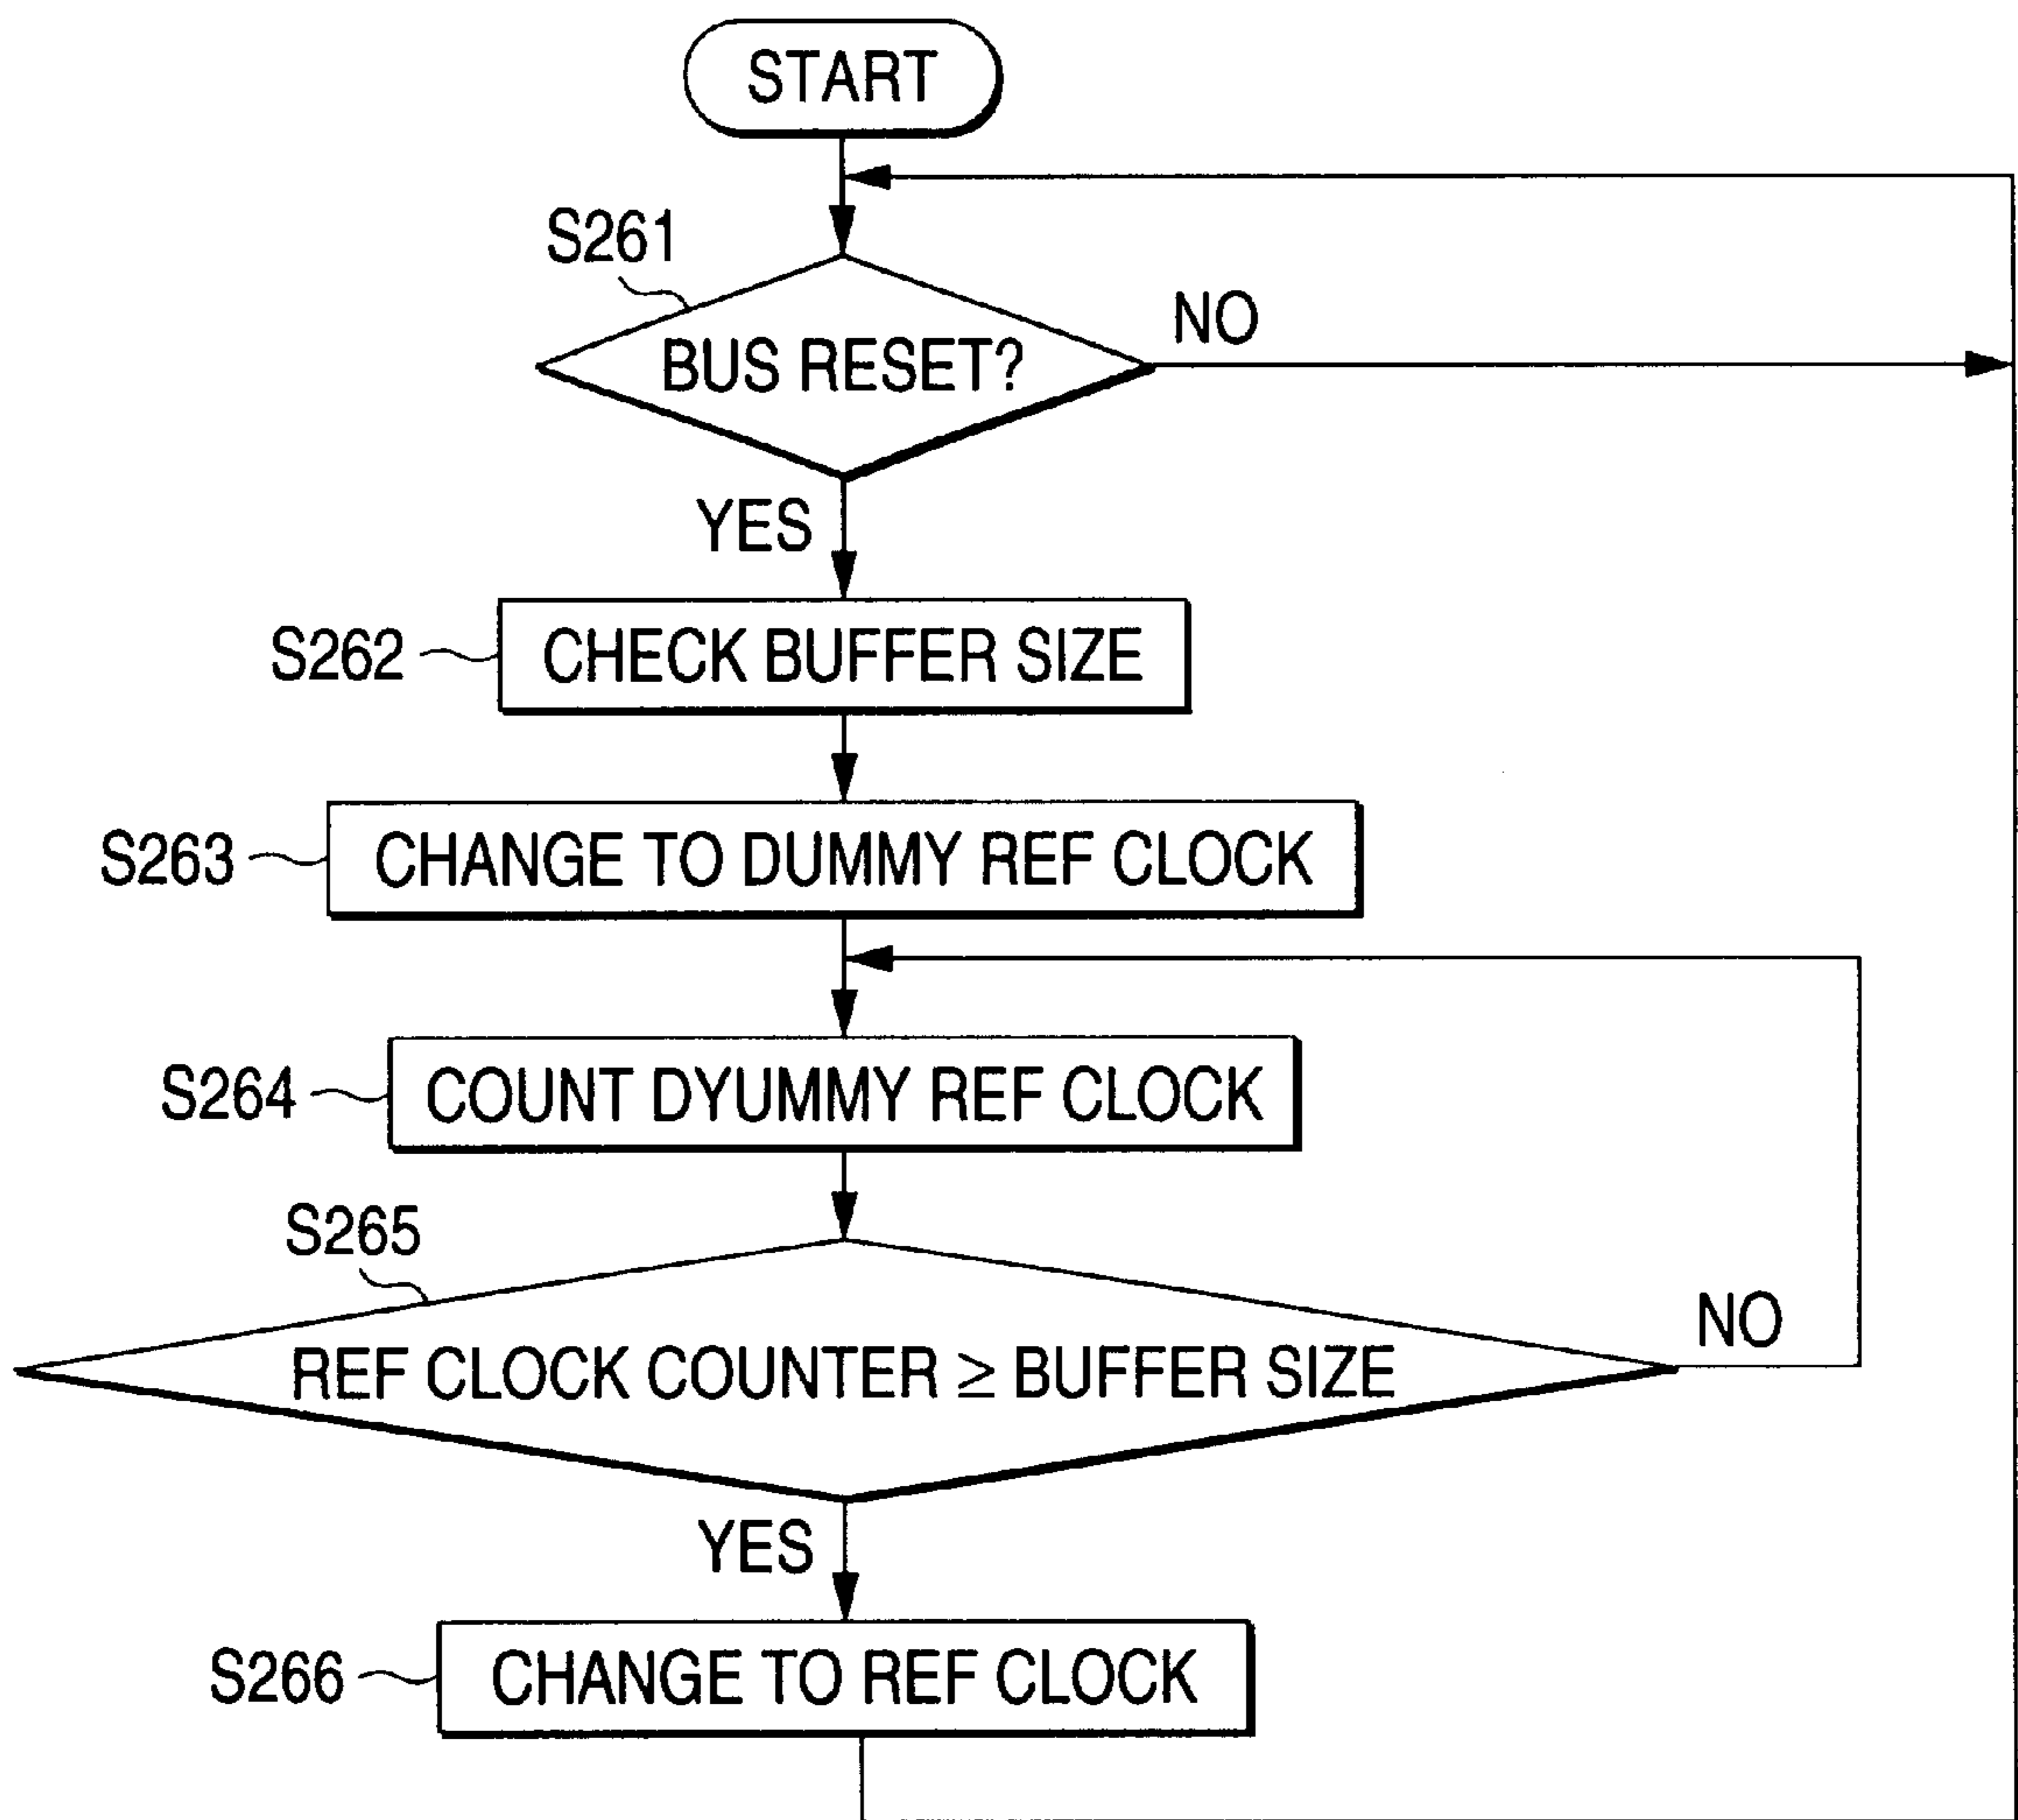 START
S261
NO
BUS RESET?
YES
S262
CHECK BUFFER SIZE
S263
CHANGE TO DUMMY REF CLOCK
S264
COUNT DYUMMY REF CLOCK
S265
NO
REF CLOCK COUNTER ≥ BUFFER SIZE
YES
S266
CHANGE TO REF CLOCK